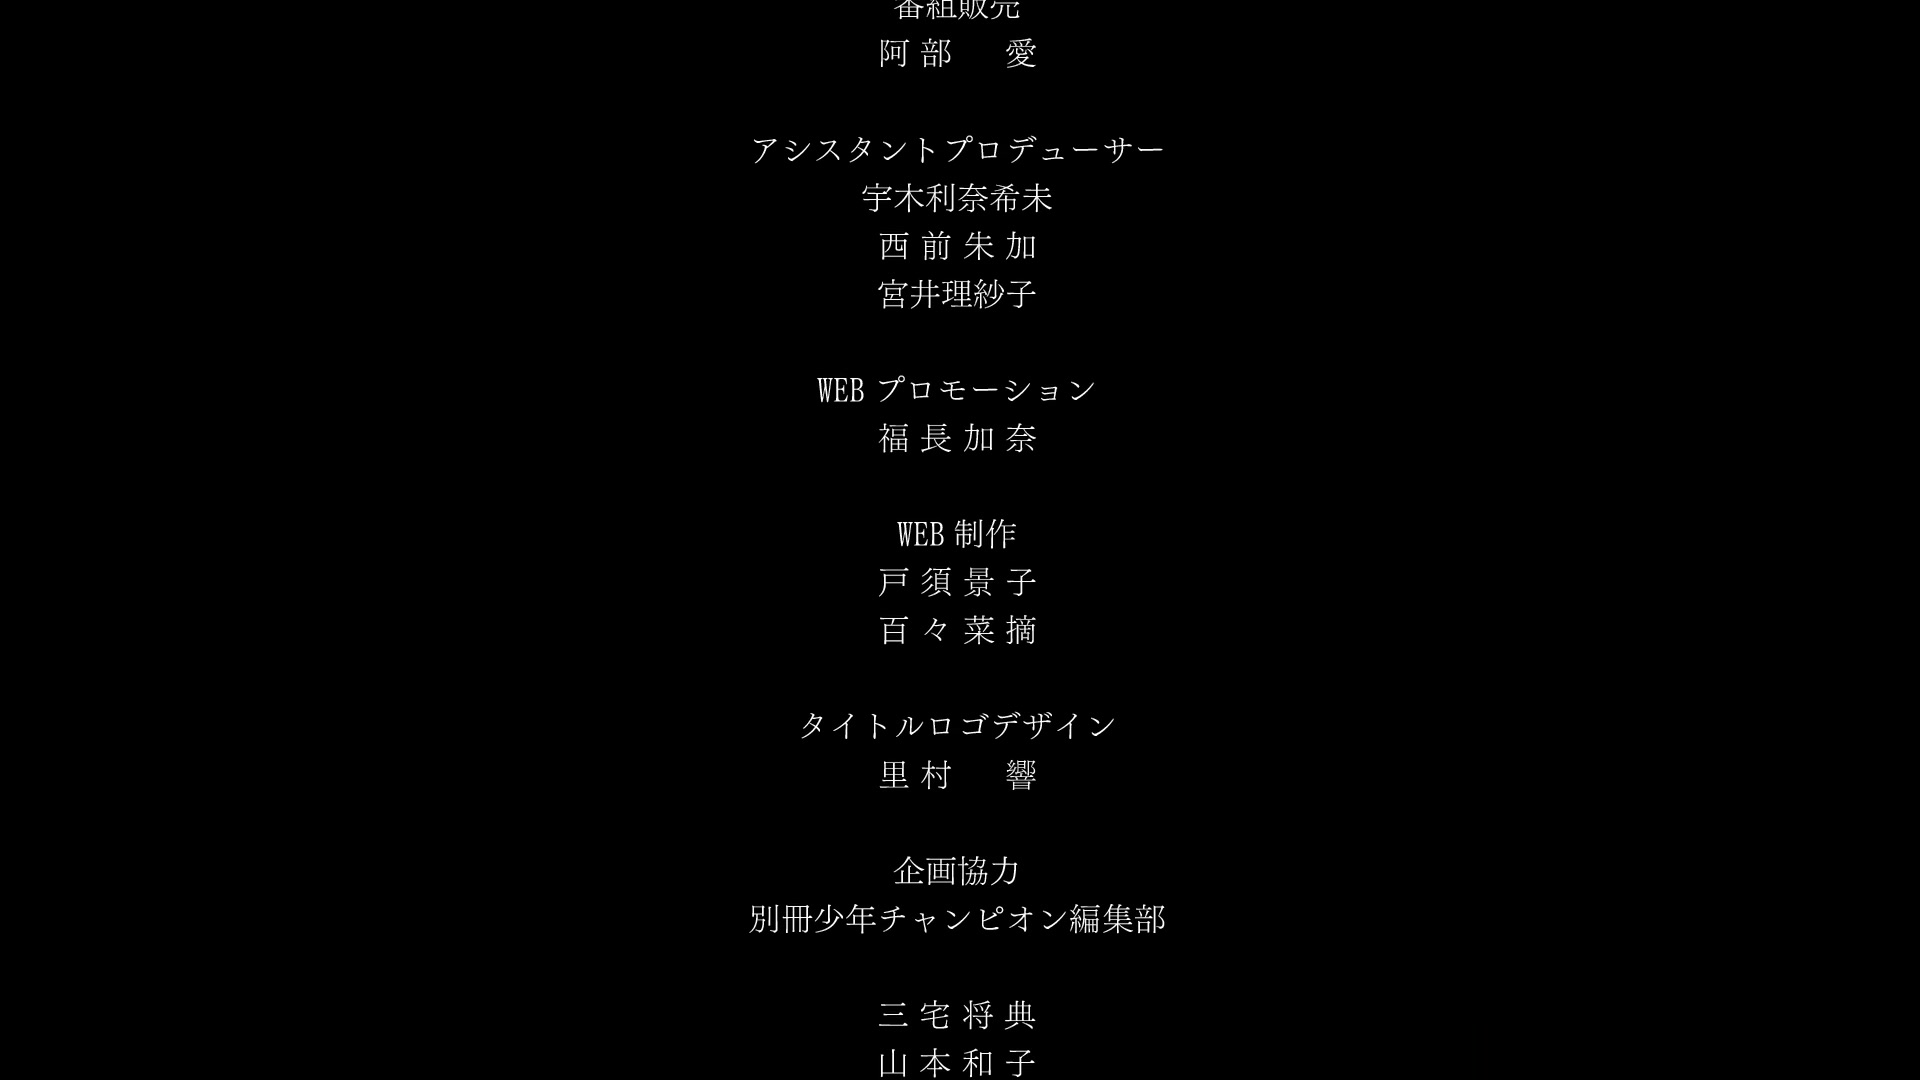 番組販売
阿部　愛
アシスタントプロデューサー
宇木利奈希未
西前朱加
宮井理紗子
WEBプロモーション
福長加奈
WEB制作
戸須景子
百々菜摘
タイトルロゴデザイン
里村　響
企画協力
別冊少年チャンピオン編集部
三宅将典
山本和子